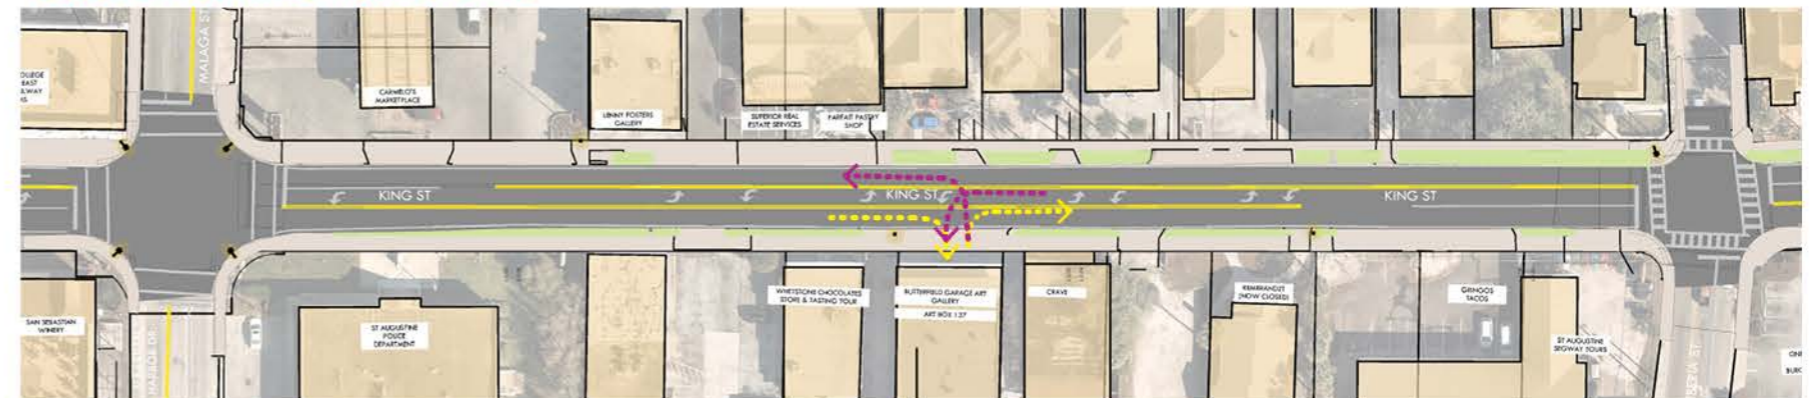 MALAGA ST
EAST
CARMELO'S
MARKETPLACE
LENNY FOSTERS
GALLERY
SUPERIOR REAL
ESTATE SERVICES
PARFAIT PASTRY
SHOP
KING ST
KING ST
KING ST
SAN SEBASTIAN
WINERY
ST AUGUSTINE
POLICE
DEPARTMENT
WHETSTONE CHOCOLATES
STORE & TASTING TOUR
BUTTERFIELD GARAGE ART
GALLERY
ART BOX 137
CRAVE
REMBRANDTZ
(NOW CLOSED)
GRINGOS
TACOS
ST AUGUSTINE
SEGWAY TOURS